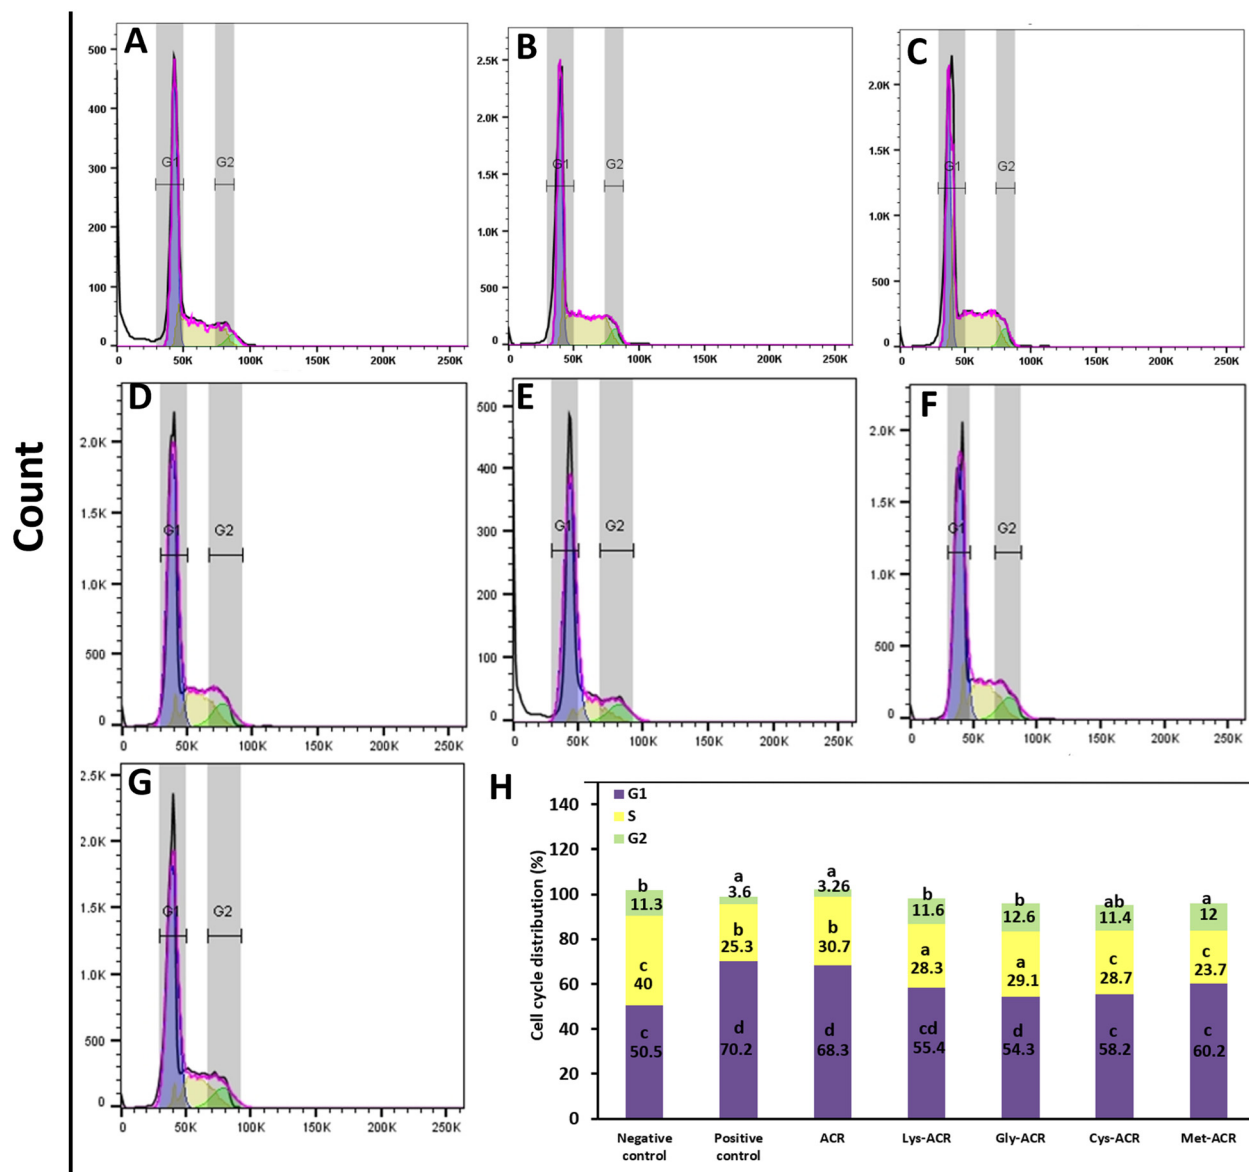 Count
A
500
400
300
200
100
0
G1
G2
0
50K
100K
150K
200K
250K
B
2.5K
2.0K
1.5K
1.0K
500
0
G1
G2
0
50K
100K
150K
200K
250K
C
2.0K
1.5K
1.0K
500
0
G1
G2
0
50K
100K
150K
200K
250K
D
2.0K
1.5K
1.0K
500
0
G1
G2
0
50K
100K
150K
200K
250K
E
500
400
300
200
100
0
G1
G2
0
50K
100K
150K
200K
250K
F
2.0K
1.5K
1.0K
500
0
G1
G2
0
50K
100K
150K
200K
250K
G
2.5K
2.0K
1.5K
1.0K
500
0
G1
G2
0
50K
100K
150K
200K
250K
H
Cell cycle distribution (%)
140
120
100
80
60
40
20
0
G1
S
G2
b
11.3
c
40
c
50.5
a
3.6
b
25.3
d
70.2
a
3.26
b
30.7
d
68.3
b
11.6
a
28.3
cd
55.4
b
12.6
a
29.1
d
54.3
ab
11.4
c
28.7
c
58.2
a
12
c
23.7
c
60.2
Negative
control
Positive
control
ACR
Lys-ACR
Gly-ACR
Cys-ACR
Met-ACR